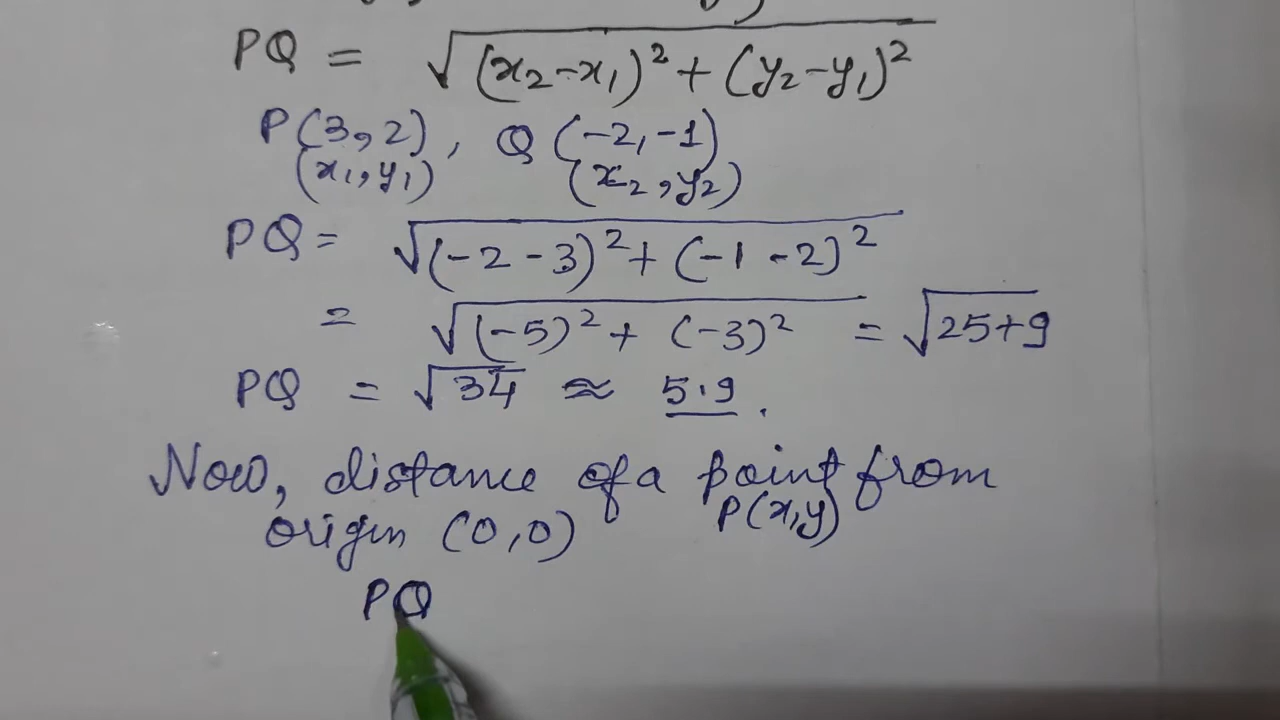 PQ = √(x₂-x₁)² + (y₂-y₁)²
P(3,2), Q(-2,-1)
(x₁,y₁) (x₂,y₂)
PQ = √(-2-3)² + (-1-2)²
= √(-5)² + (-3)² = √25+9
PQ = √34 ≈ 5.9.
Now, distance of a point from
P(x,y)
origin (0,0)
PQ